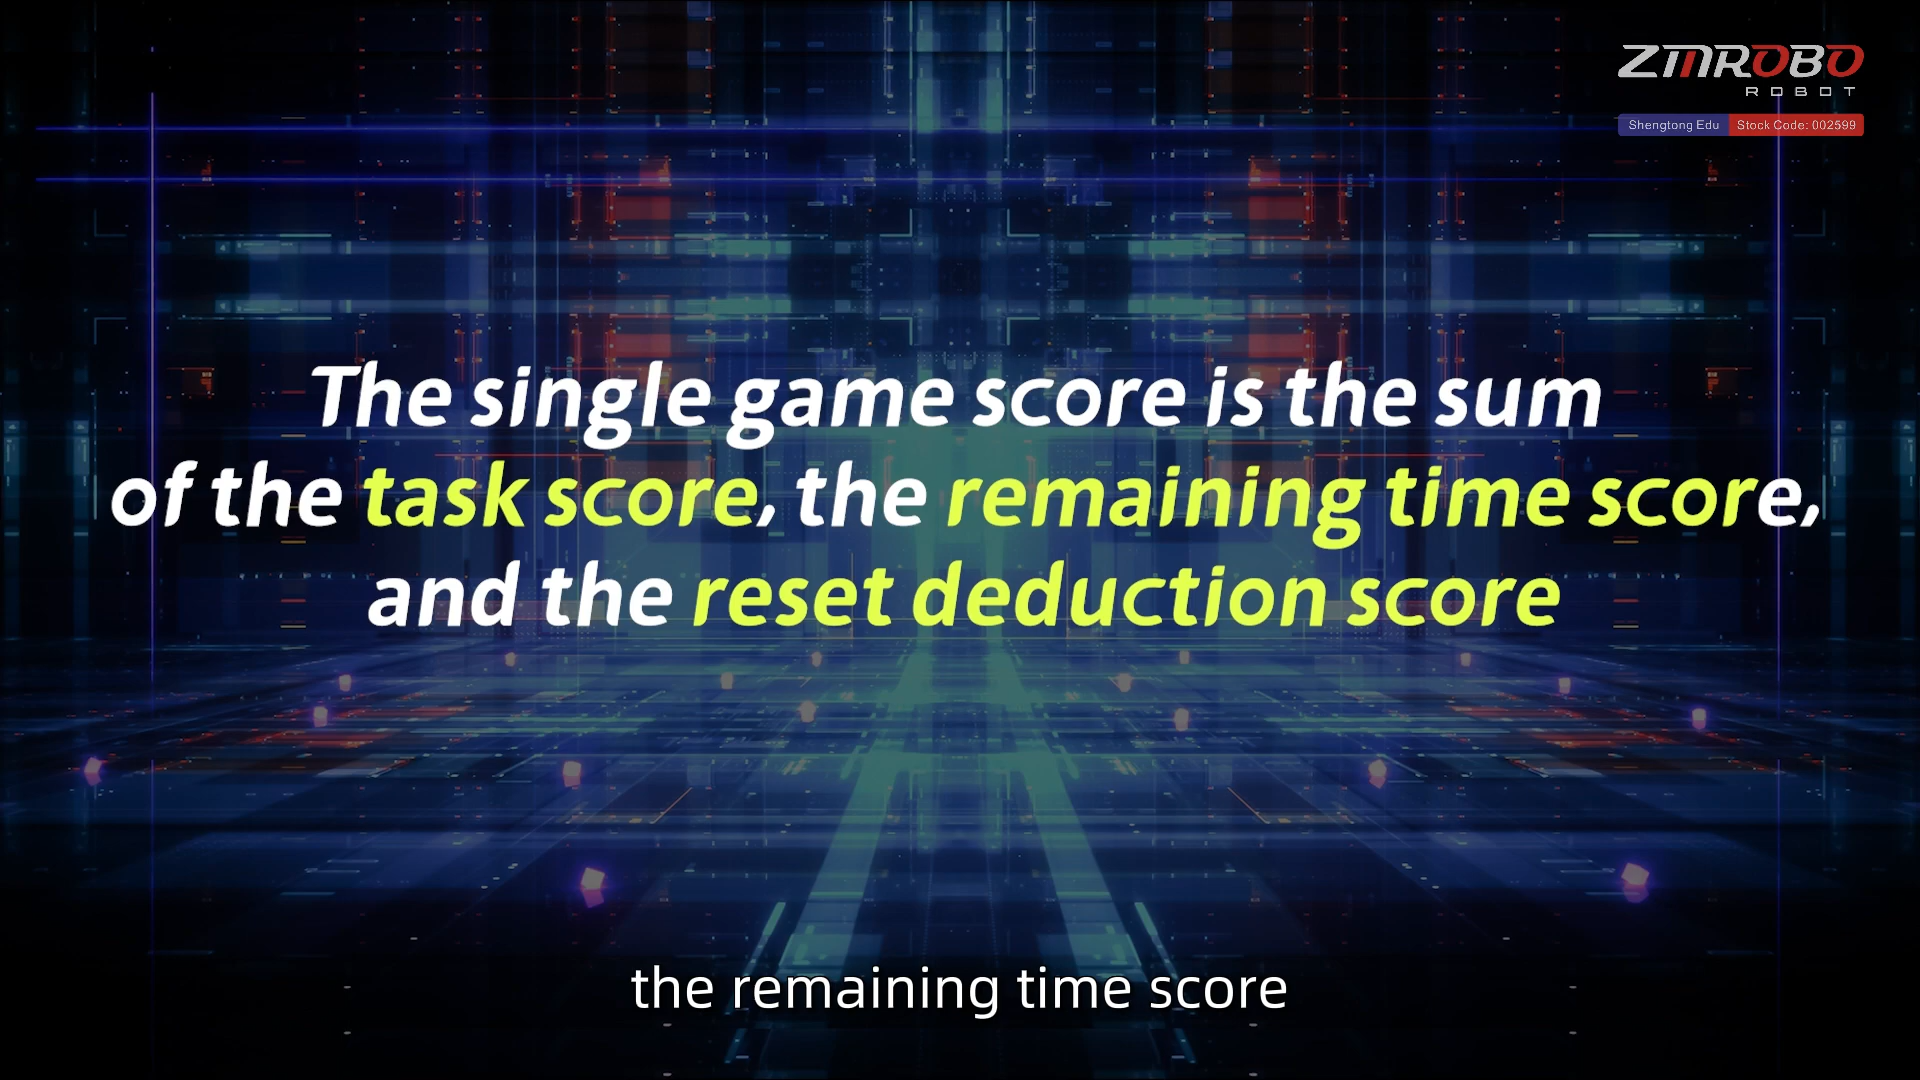 ZMROBO
ROBOT
Shengtong Edu Stock Code: 002599
The single game score is the sum
of the task score, the remaining time score,
and the reset deduction score
the remaining time score